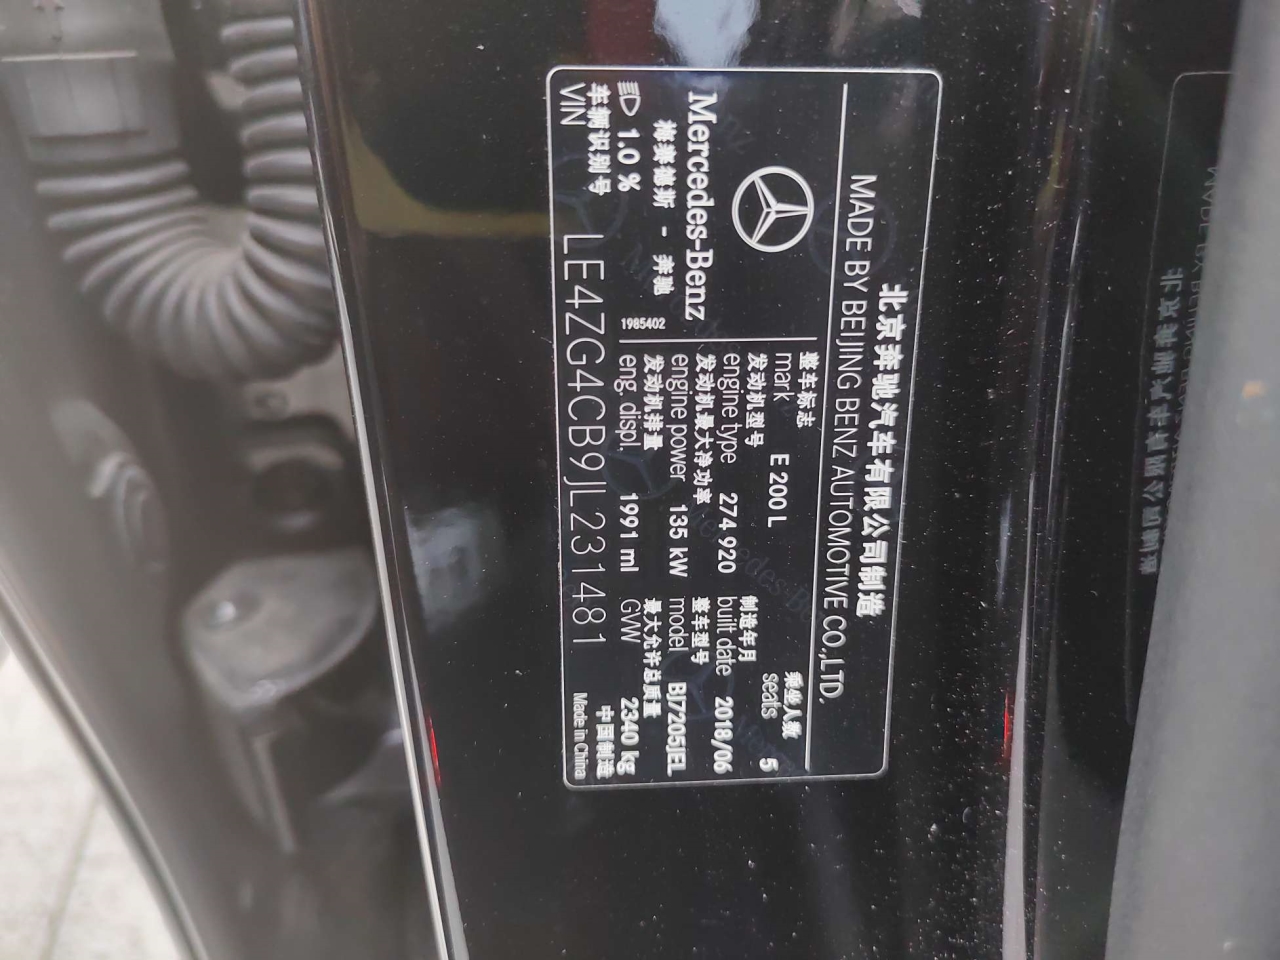 北京奔驰汽车有限公司制造
MADE BY BEIJING BENZ AUTOMOTIVE CO.,LTD.
Mercedes-Benz
梅赛德斯 - 奔驰
1.0 %
1985402
整车标志
mark E 200 L
乘坐人数
seats 5
发动机型号
engine type 274 920
制造年月
built date 2018/06
发动机最大净功率
engine power 135 kW
整车型号
model BJ7205JEL
发动机排量
eng. displ. 1991 ml
最大允许总质量
GVW 2340 kg
车辆识别号
VIN LE4ZG4CB9JL231481
中国制造
Made in China